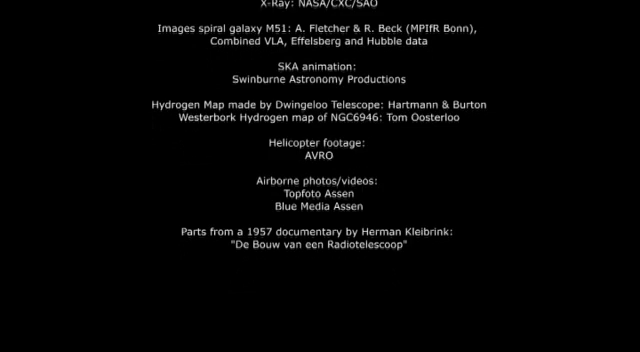 X-Ray: NASA/CXC/SAO
Images spiral galaxy M51: A. Fletcher & R. Beck (MPIfR Bonn),
Combined VLA, Effelsberg and Hubble data
SKA animation:
Swinburne Astronomy Productions
Hydrogen Map made by Dwingeloo Telescope: Hartmann & Burton
Westerbork Hydrogen map of NGC6946: Tom Oosterloo
Helicopter footage:
AVRO
Airborne photos/videos:
Topfoto Assen
Blue Media Assen
Parts from a 1957 documentary by Herman Kleibrink:
"De Bouw van een Radiotelescoop"